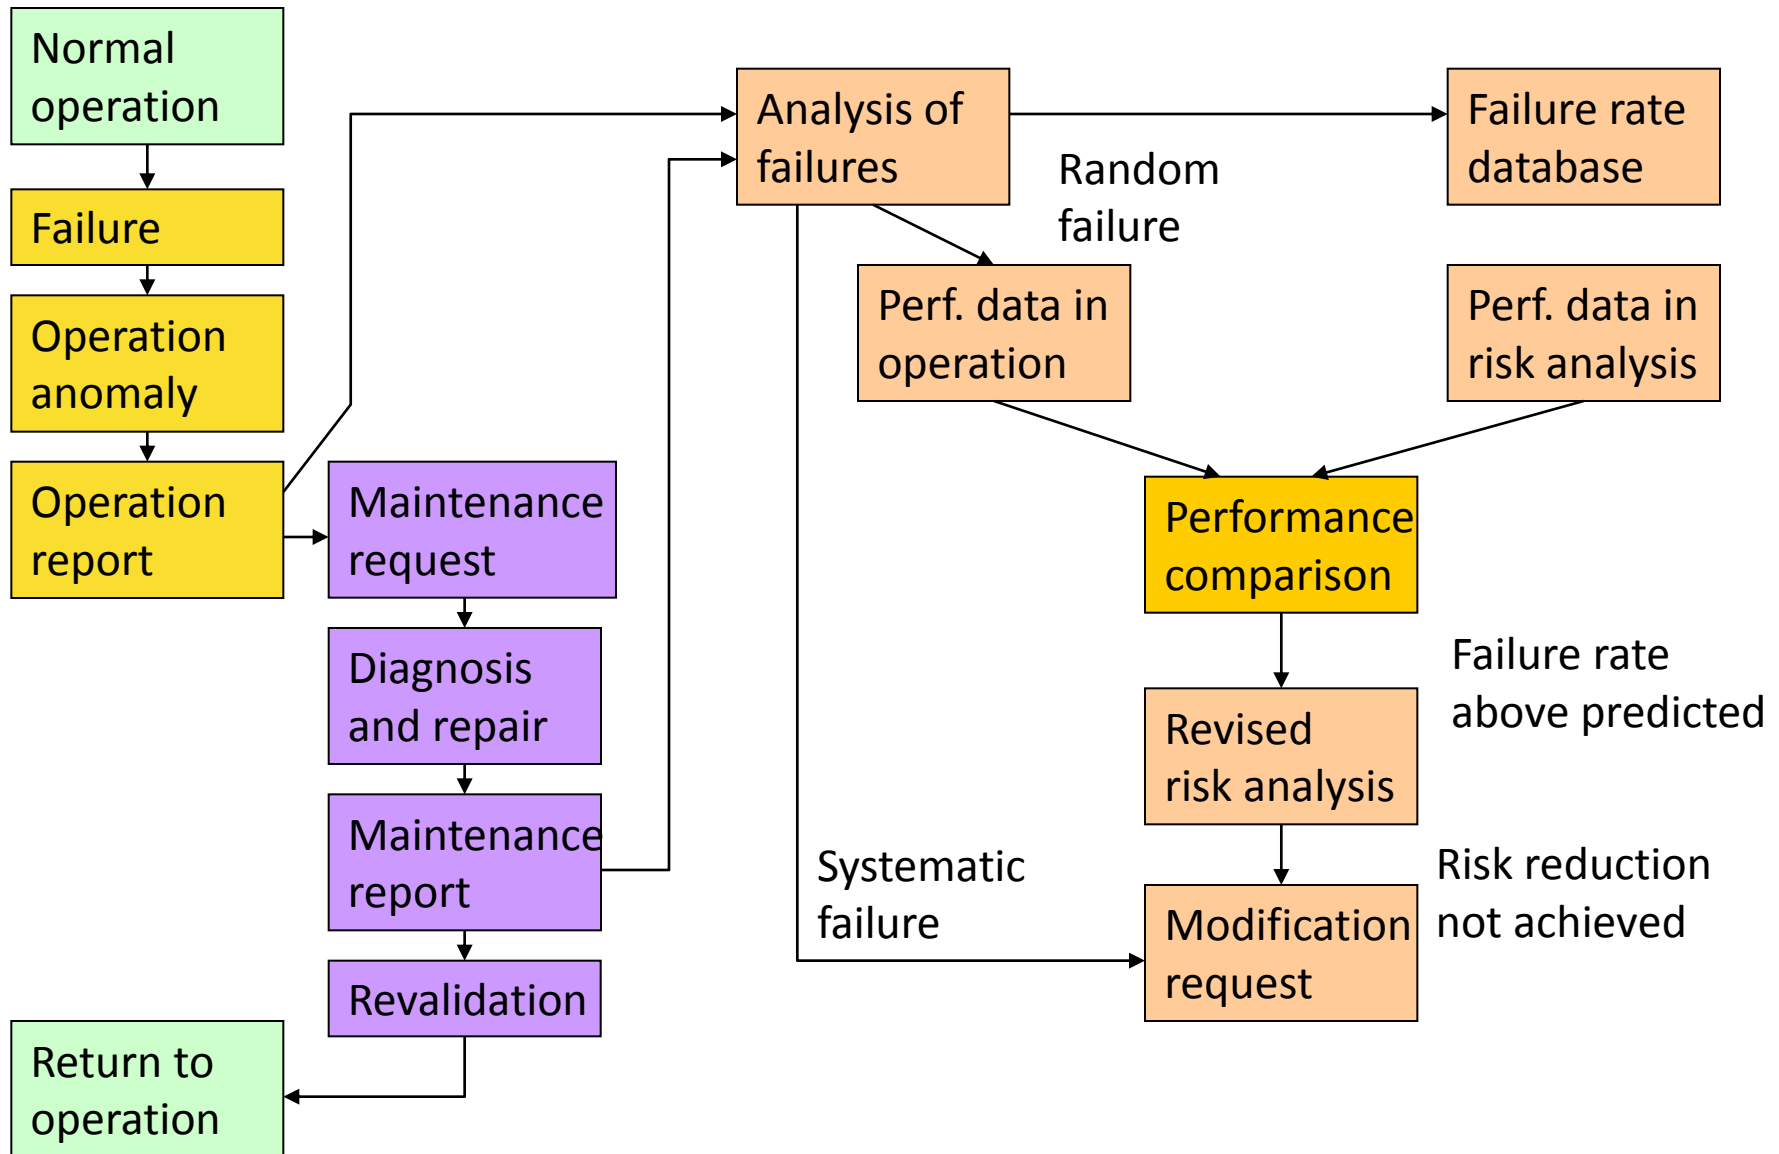 Normal
operation
Failure
Operation
anomaly
Operation
report
Maintenance
request
Diagnosis
and repair
Maintenance
report
Revalidation
Return to
operation
Analysis of
failures
Random
failure
Failure rate
database
Perf. data in
operation
Perf. data in
risk analysis
Performance
comparison
Failure rate
above predicted
Revised
risk analysis
Risk reduction
not achieved
Systematic
failure
Modification
request